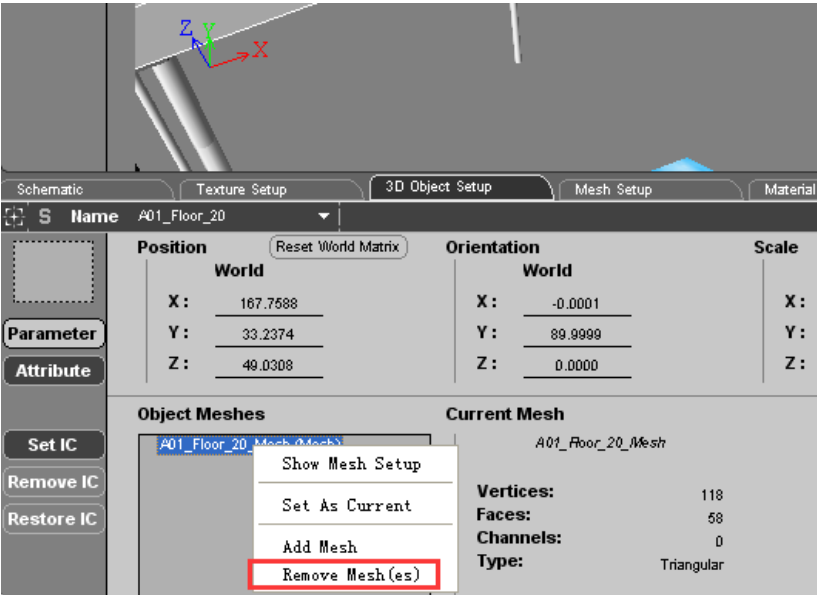 Z Y X
Schematic Texture Setup 3D Object Setup Mesh Setup Material
S Name A01_Floor_20
Position Reset World Matrix Orientation Scale
World World
X: 167.7588 X: -0.0001 X:
Parameter Y: 33.2374 Y: 89.9999 Y:
Attribute Z: 49.0308 Z: 0.0000 Z:
Object Meshes Current Mesh
Set IC A01_Floor_20_Mesh (Mesh) A01_Floor_20_Mesh
Show Mesh Setup
Remove IC Vertices: 118
Set As Current
Restore IC Faces: 58
Channels: 0
Add Mesh
Type: Triangular
Remove Mesh(es)